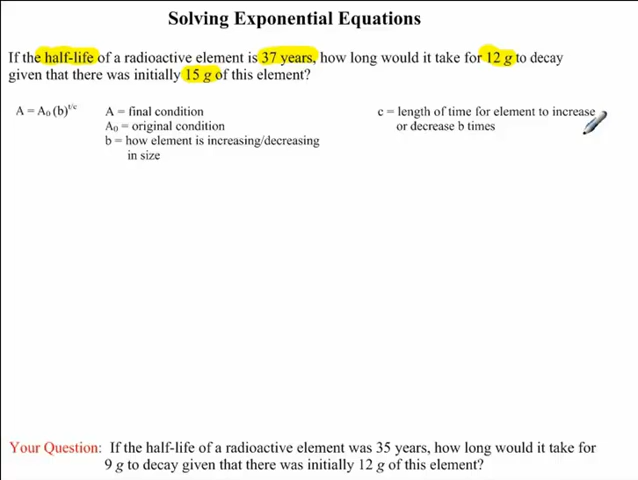 Solving Exponential Equations
If the half-life of a radioactive element is 37 years, how long would it take for 12 g to decay
given that there was initially 15 g of this element?
A = A₀ (b)^t/c
A = final condition
A₀ = original condition
b = how element is increasing/decreasing
in size
c = length of time for element to increase
or decrease b times
Your Question: If the half-life of a radioactive element was 35 years, how long would it take for
9 g to decay given that there was initially 12 g of this element?